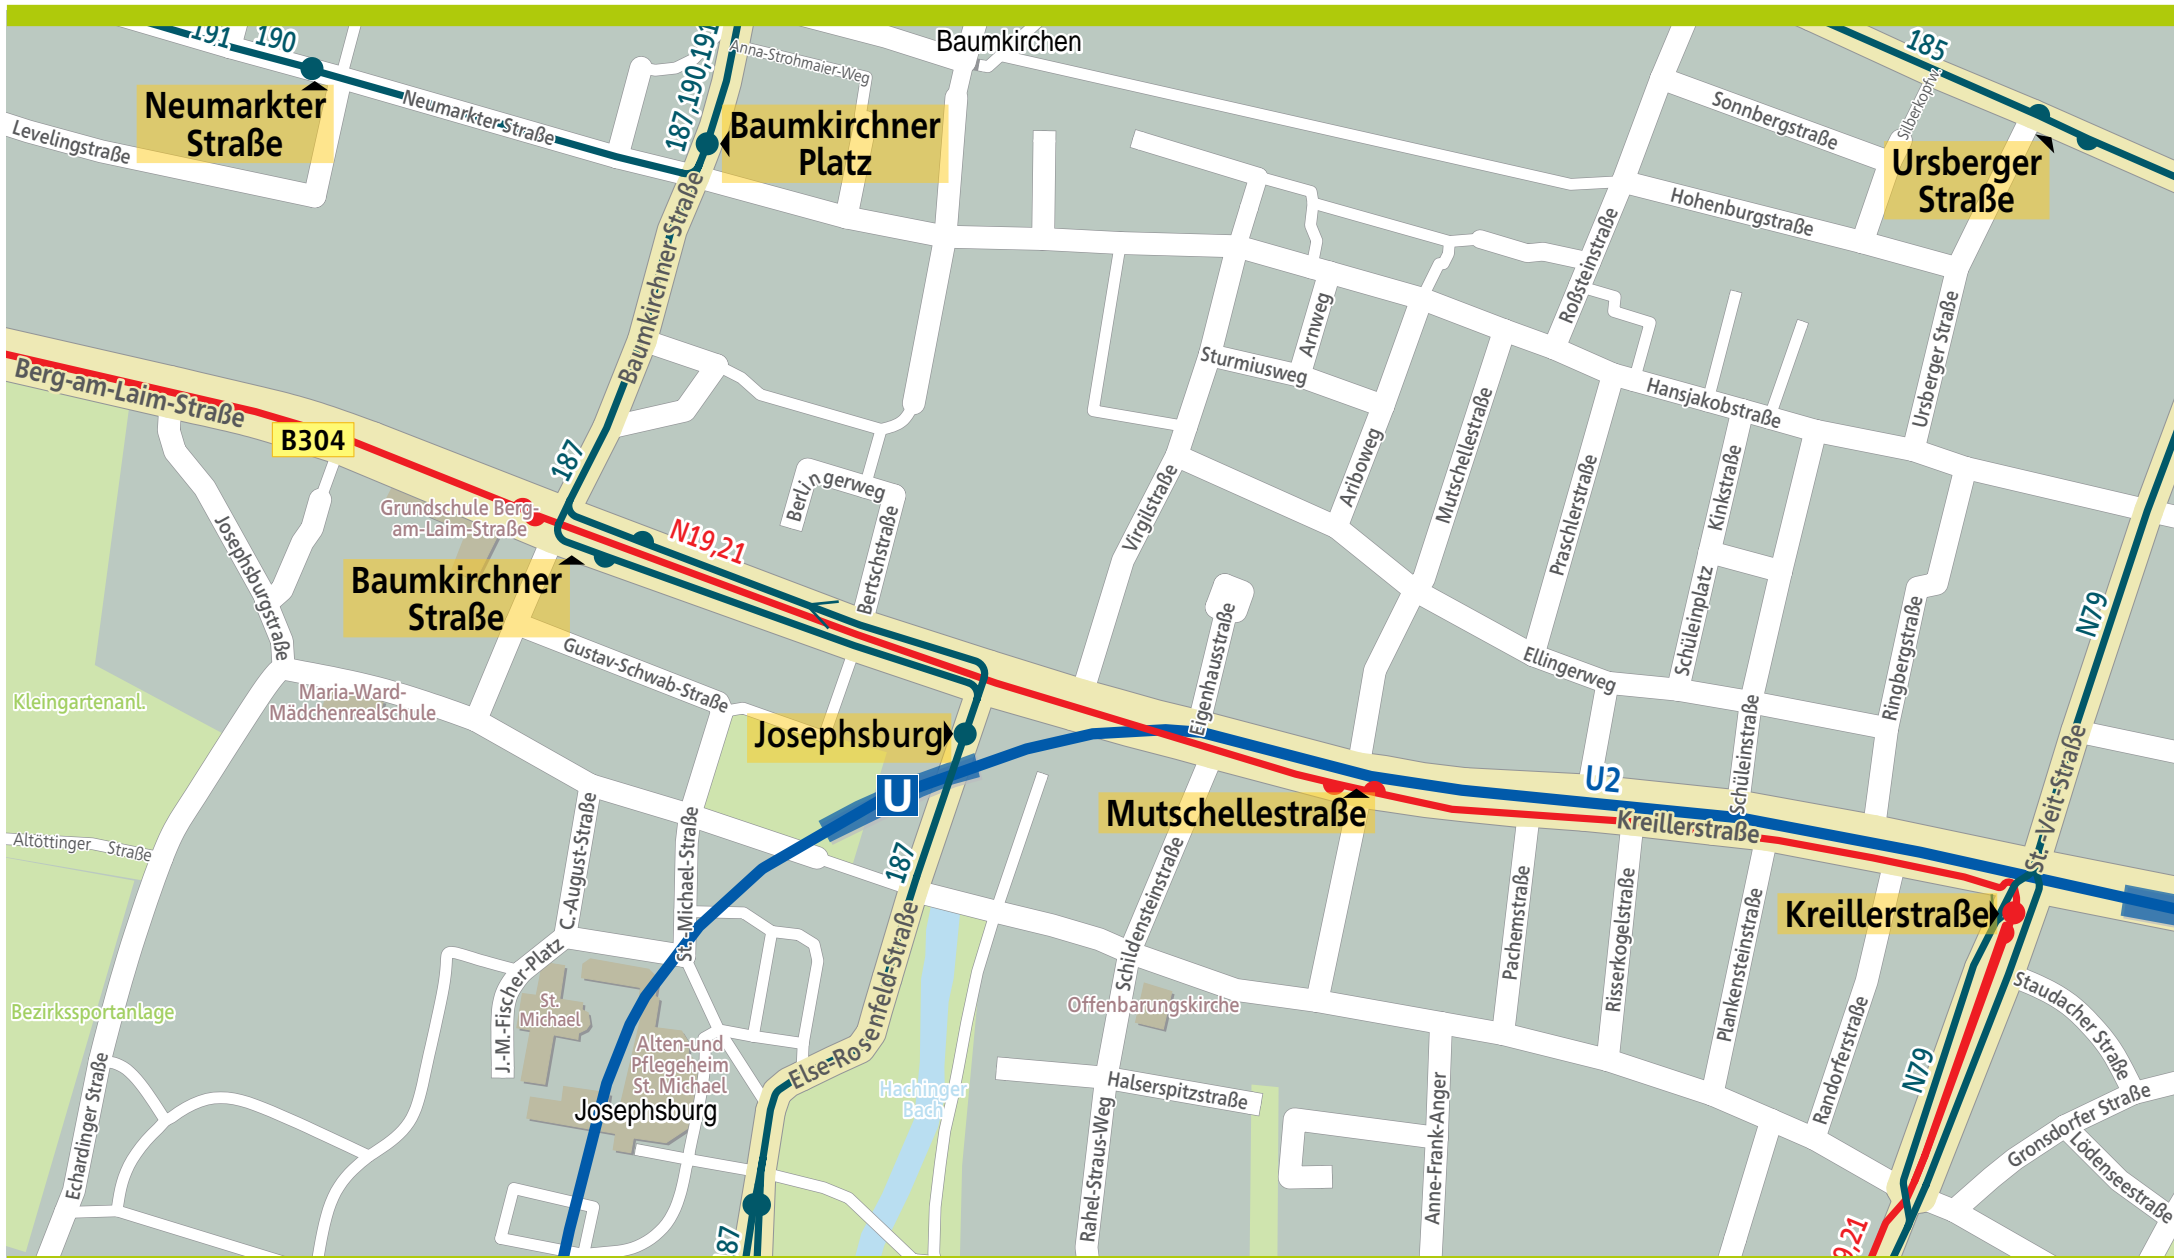 191
190
187,190,191
Anna-Strohmaier-Weg
Baumkirchen
185
Neumarkter
Straße
Neumarkter Straße
Levelingstraße
Baumkirchner
Platz
Sonnbergstraße
Silberkopfw.
Ursberger
Straße
Hohenburgstraße
Baumkirchner Straße
Roßsteinstraße
Arnweg
Sturmiusweg
Ursberger Straße
Hansjakobstraße
Berg-am-Laim-Straße
B304
187
Mutschellestraße
Ariboweg
Praschlerstraße
Kinkstraße
Virgilstraße
Berlingerweg
Bertschstraße
Grundschule Berg-
am-Laim-Straße
N19,21
Josephsburgstraße
Baumkirchner
Straße
Schüleinplatz
Eigenhausstraße
Ringbergstraße
N79
Gustav-Schwab-Straße
Ellingerweg
Maria-Ward-
Mädchenrealschule
Kleingartenanl.
Josephsburg
U
U2
Schüleinstraße
St.-Veit-Straße
Mutschellestraße
Kreillerstraße
Altöttinger Straße
C.-August-Straße
St.-Michael-Straße
187
Schildensteinstraße
Pachemstraße
Risserkogelstraße
Plankensteinstraße
Kreillerstraße
Else-Rosenfeld-Straße
J.-M.-Fischer-Platz
St.
Michael
Bezirkssportanlage
Offenbarungskirche
Staudacher Straße
Alten-und
Pflegeheim
St. Michael
Josephsburg
Hachinger
Bach
Halserspitzstraße
Randorferstraße
N79
Gronsdorfer Straße
Lödenseestraße
Echardinger Straße
Rahel-Straus-Weg
Anne-Frank-Anger
87
9,21